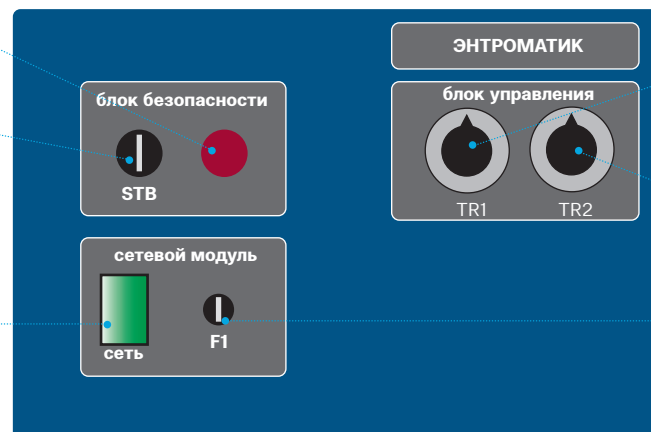 ЭНТРОМАТИК
блок безопасности
STB
блок управления
TR1 TR2
сетевой модуль
сеть
F1